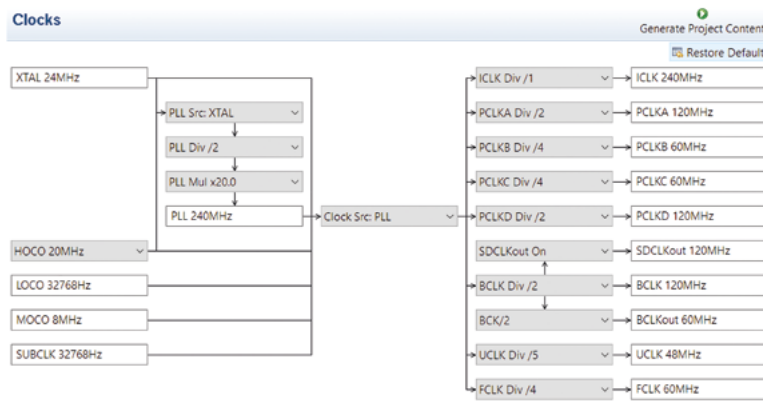 Clocks
Generate Project Content
Restore Default
XTAL 24MHz
ICLK Div /1
ICLK 240MHz
PLL Src: XTAL
PCLKA Div /2
PCLKA 120MHz
PLL Div /2
PCLKB Div /4
PCLKB 60MHz
PLL Mul x20.0
PCLKC Div /4
PCLKC 60MHz
PLL 240MHz
Clock Src: PLL
PCLKD Div /2
PCLKD 120MHz
HOCO 20MHz
SDCLKout On
SDCLKout 120MHz
LOCO 32768Hz
BCLK Div /2
BCLK 120MHz
MOCO 8MHz
BCK/2
BCLKout 60MHz
SUBCLK 32768Hz
UCLK Div /5
UCLK 48MHz
FCLK Div /4
FCLK 60MHz